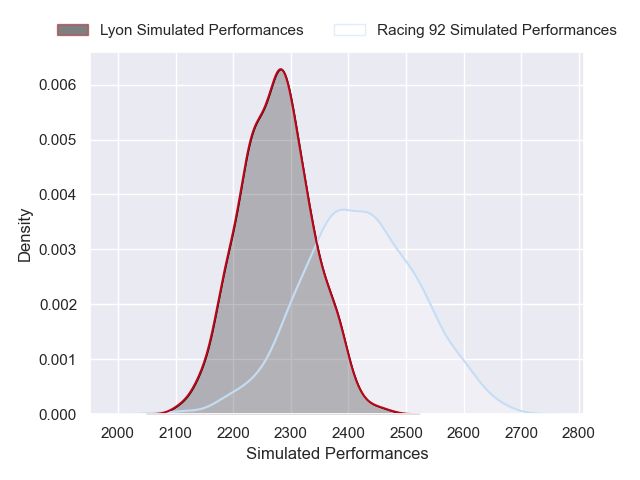 Lyon Simulated Performances
Racing 92 Simulated Performances
0.006
0.005
0.004
0.003
0.002
0.001
0.000
Density
2000 2100 2200 2300 2400 2500 2600 2700 2800
Simulated Performances